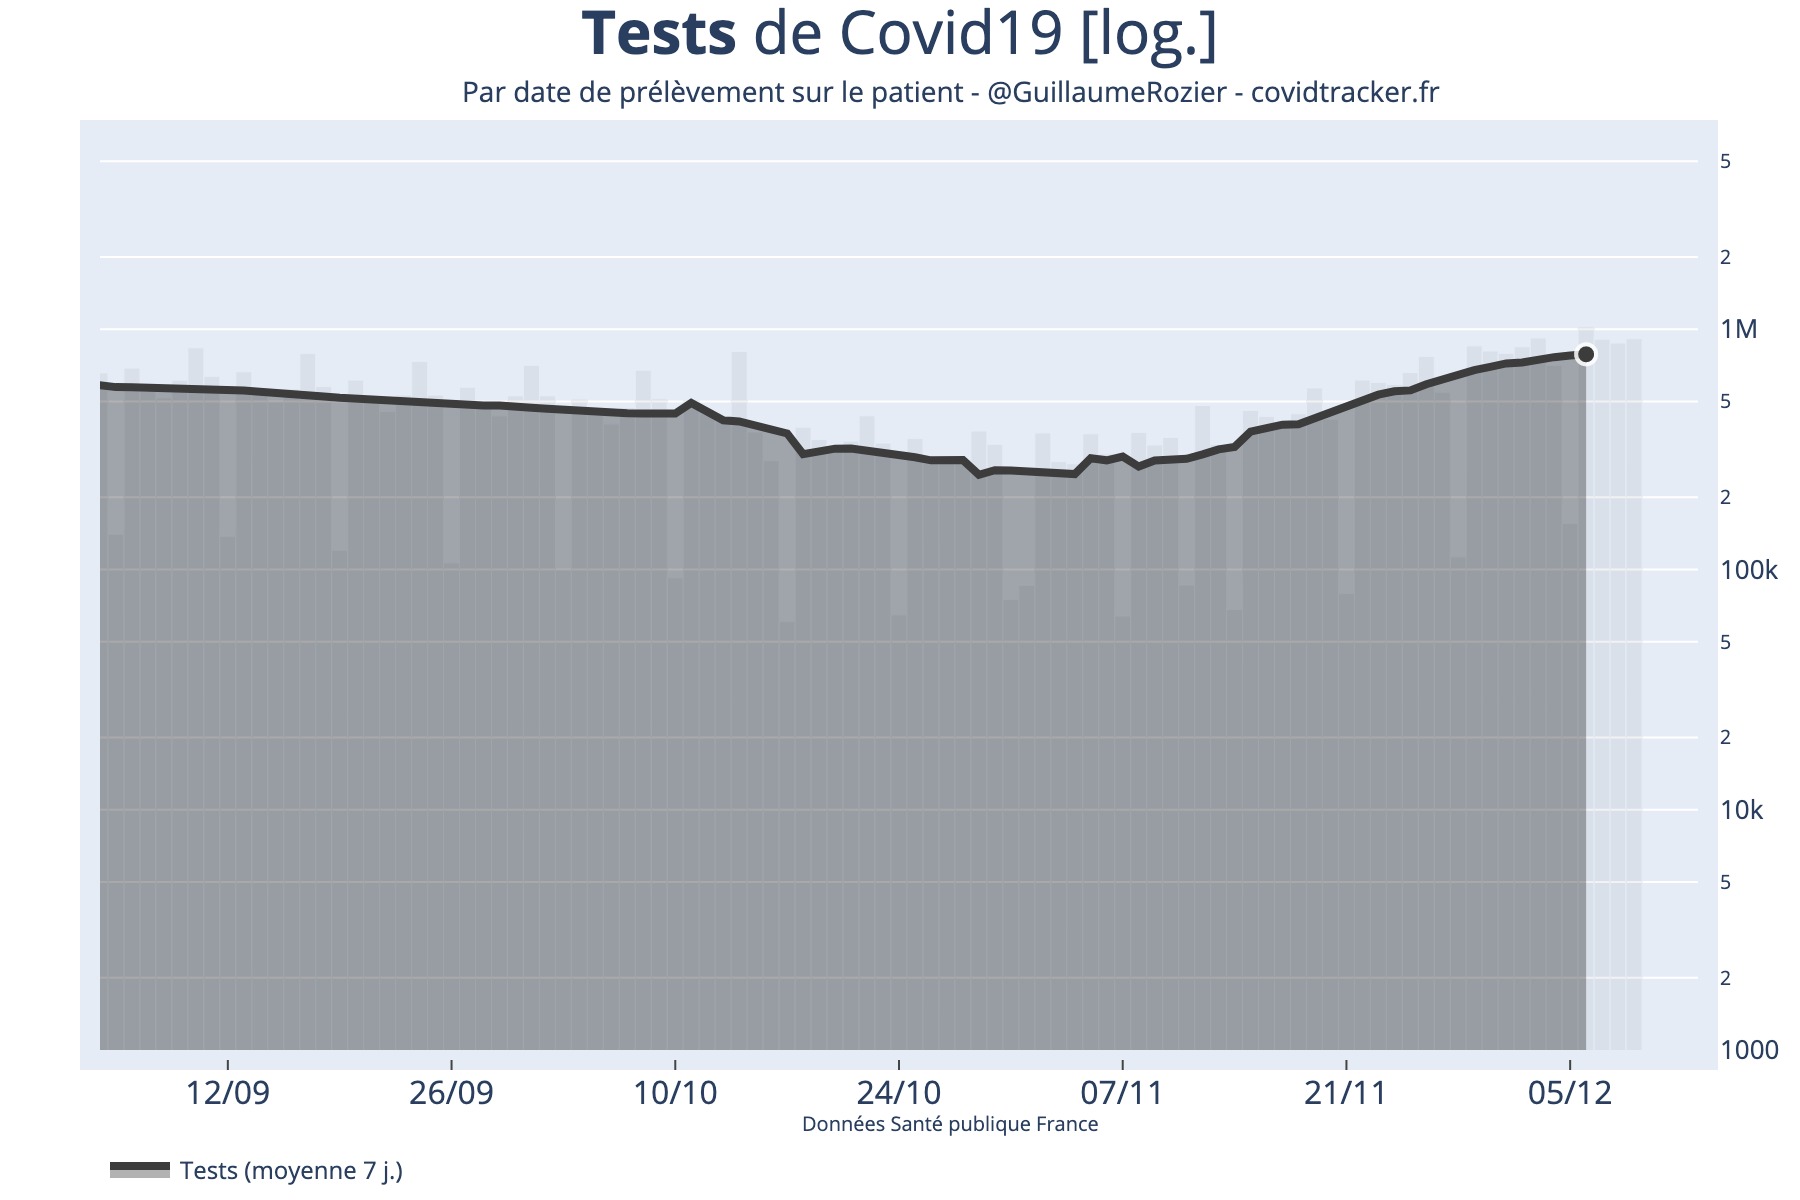 Tests de Covid19 [log.]
Par date de prélèvement sur le patient - @GuillaumeRozier - covidtracker.fr
5
2
1M
5
2
100k
5
2
10k
5
2
1000
12/09 26/09 10/10 24/10 07/11 21/11 05/12
Données Santé publique France
Tests (moyenne 7 j.)